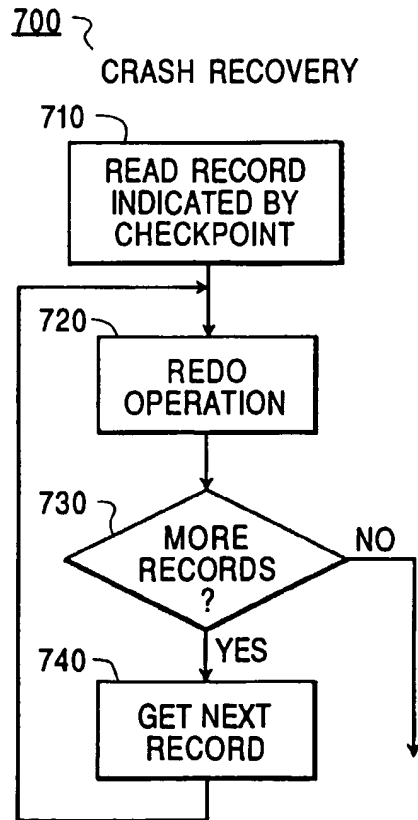 700
CRASH RECOVERY
710
READ RECORD
INDICATED BY
CHECKPOINT
720
REDO
OPERATION
730
MORE
RECORDS
?
NO
YES
740
GET NEXT
RECORD